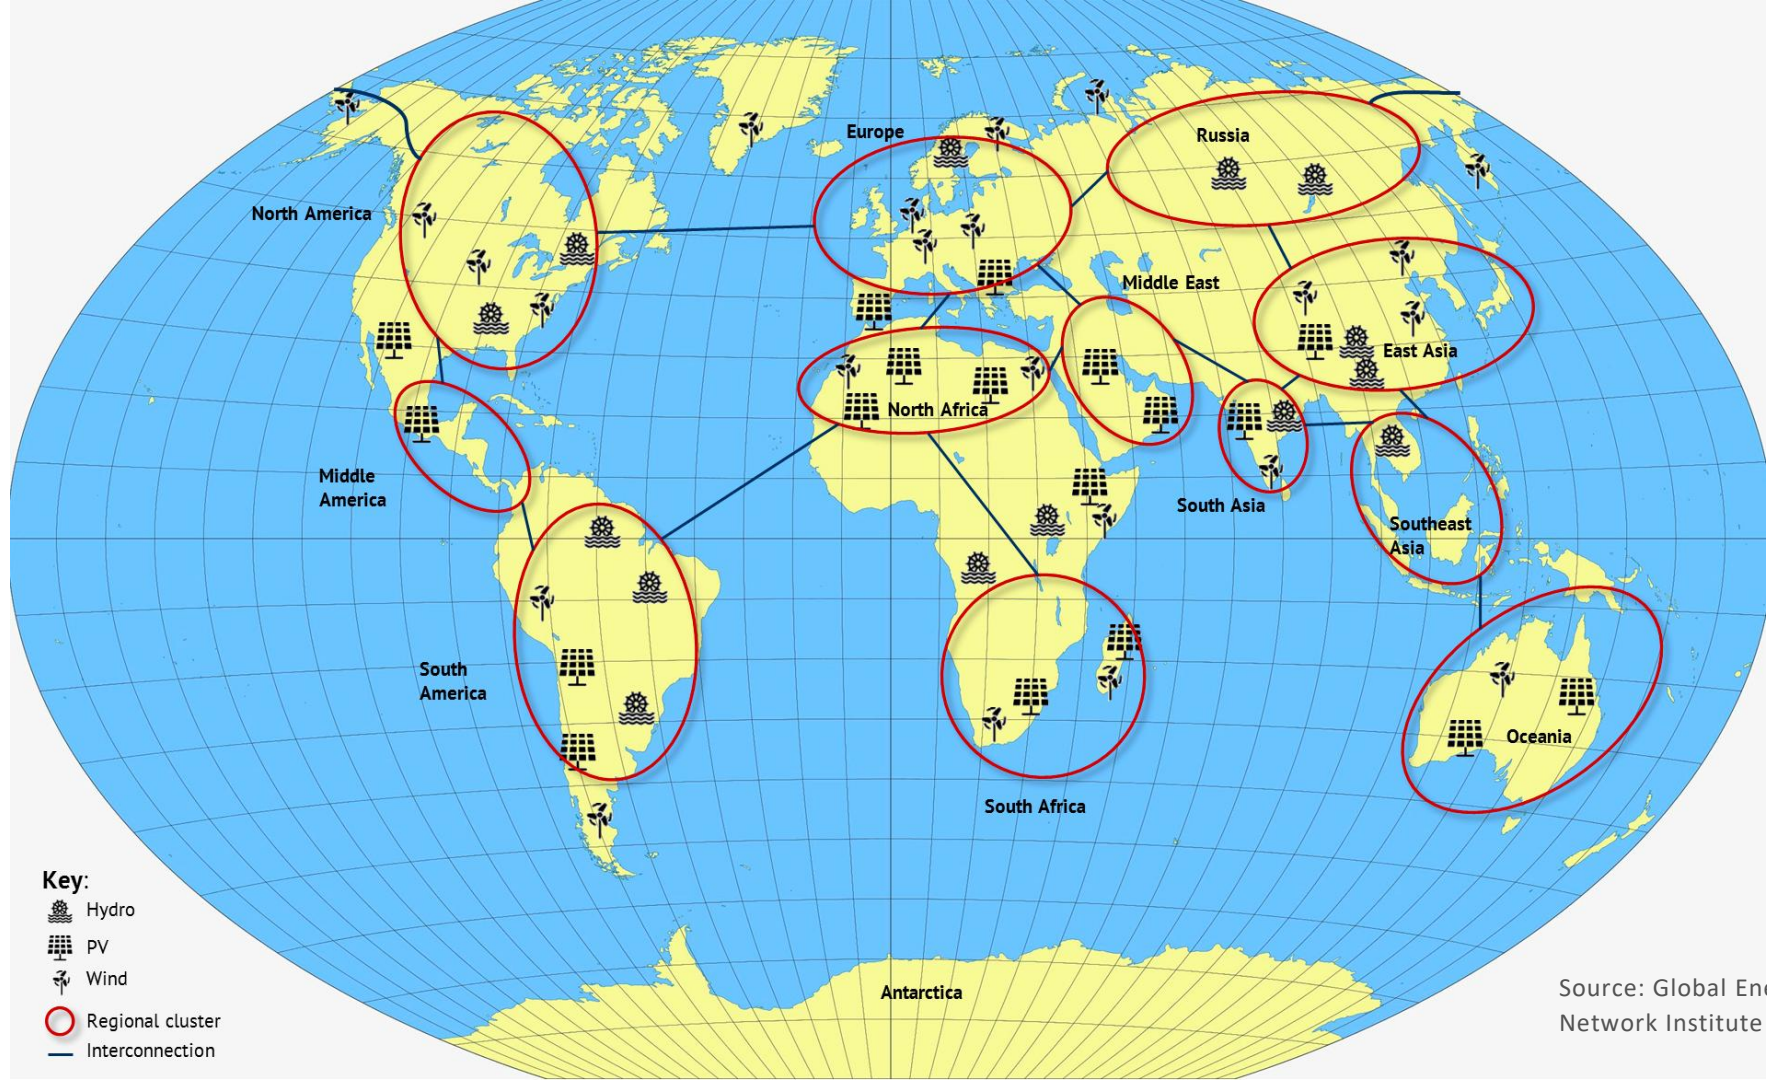 Europe
Russia
North America
Middle East
East Asia
North Africa
Middle
America
South Asia
Southeast
Asia
South
America
Oceania
South Africa
Key:
Hydro
PV
Wind
Regional cluster
Interconnection
Antarctica
Source: Global Ene
Network Institute